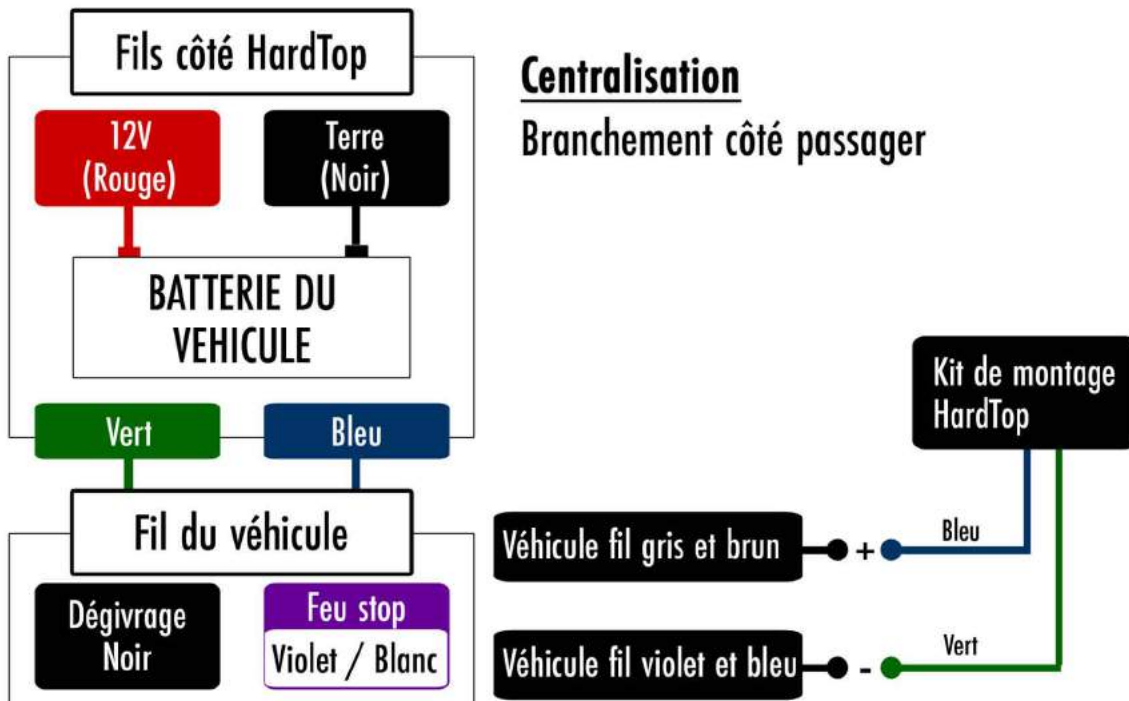 Fils côté HardTop
12V
(Rouge)
Terre
(Noir)
BATTERIE DU
VEHICULE
Vert
Bleu
Fil du véhicule
Dégivrage
Noir
Feu stop
Violet / Blanc
Centralisation
Branchement côté passager
Kit de montage
HardTop
Véhicule fil gris et brun
+
Bleu
Véhicule fil violet et bleu
-
Vert